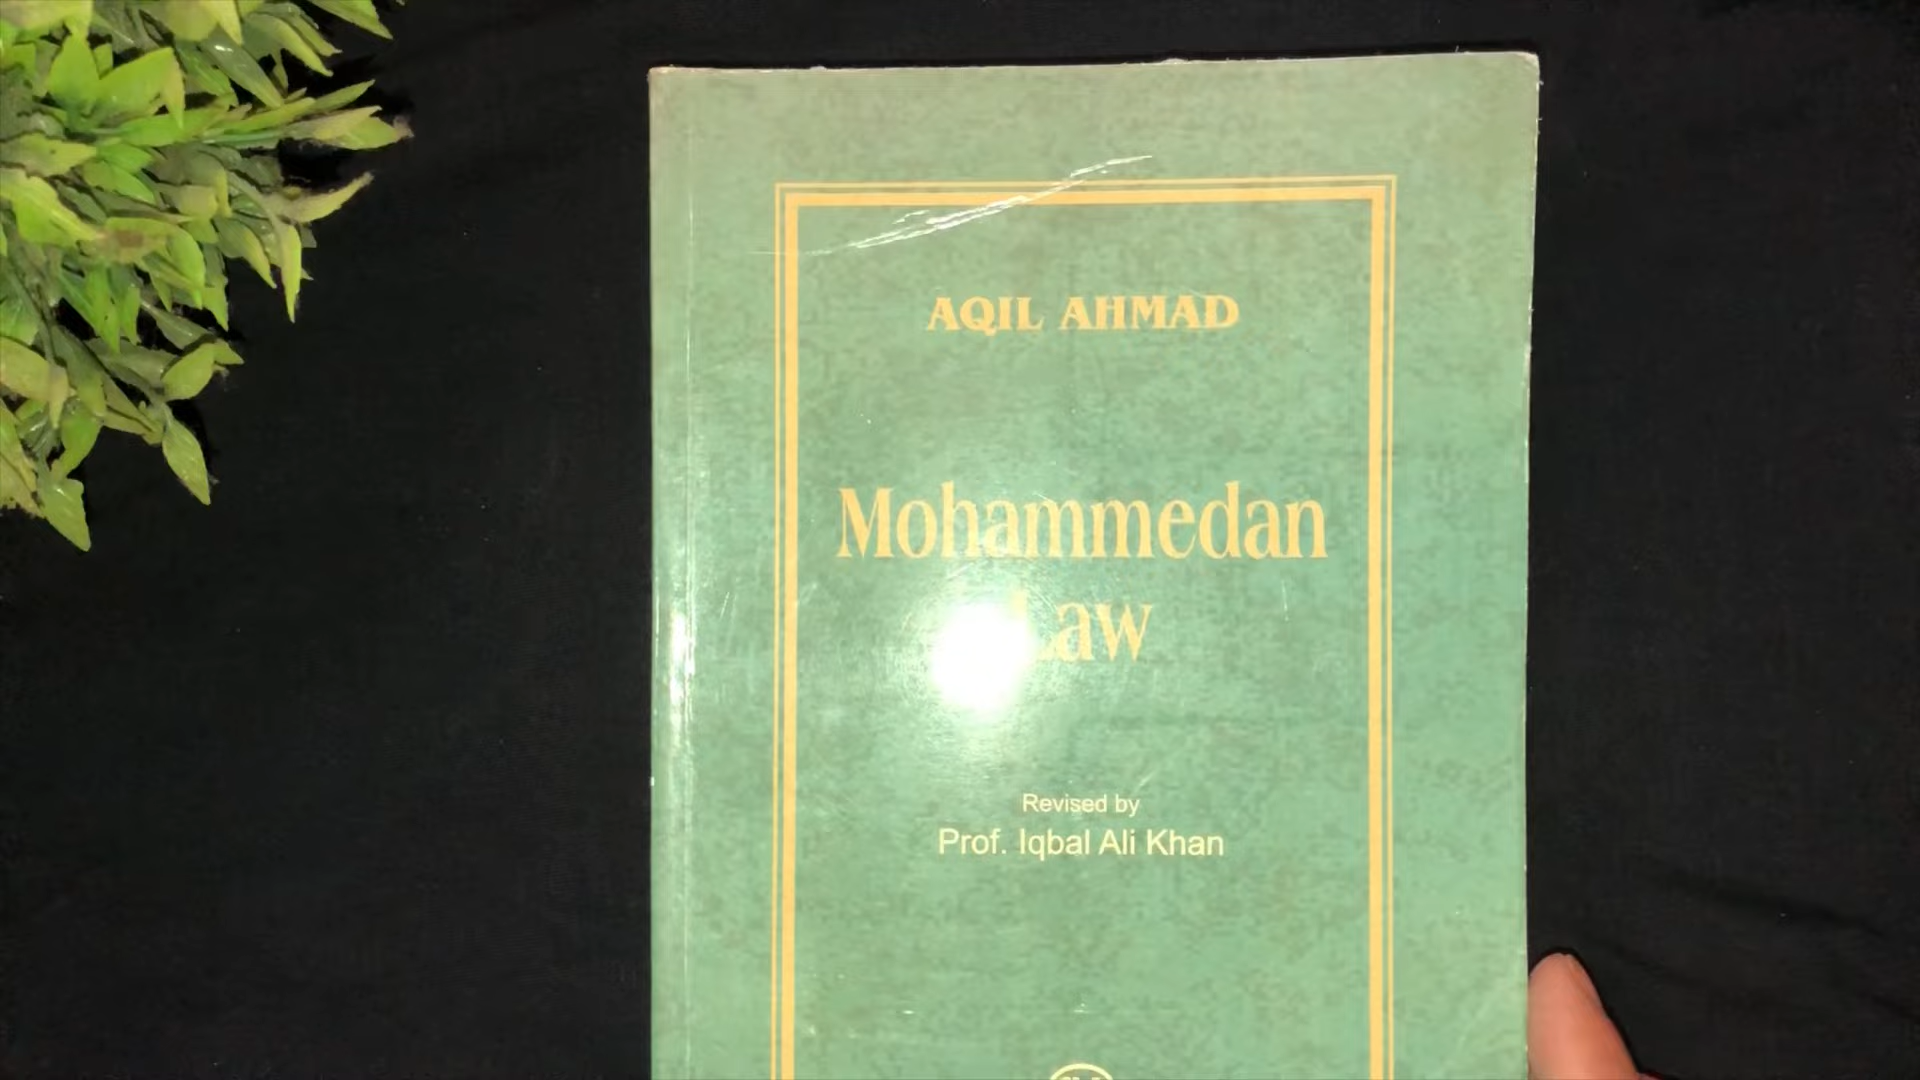 AQIL AHMAD
Mohammedan
Law
Revised by
Prof. Iqbal Ali Khan